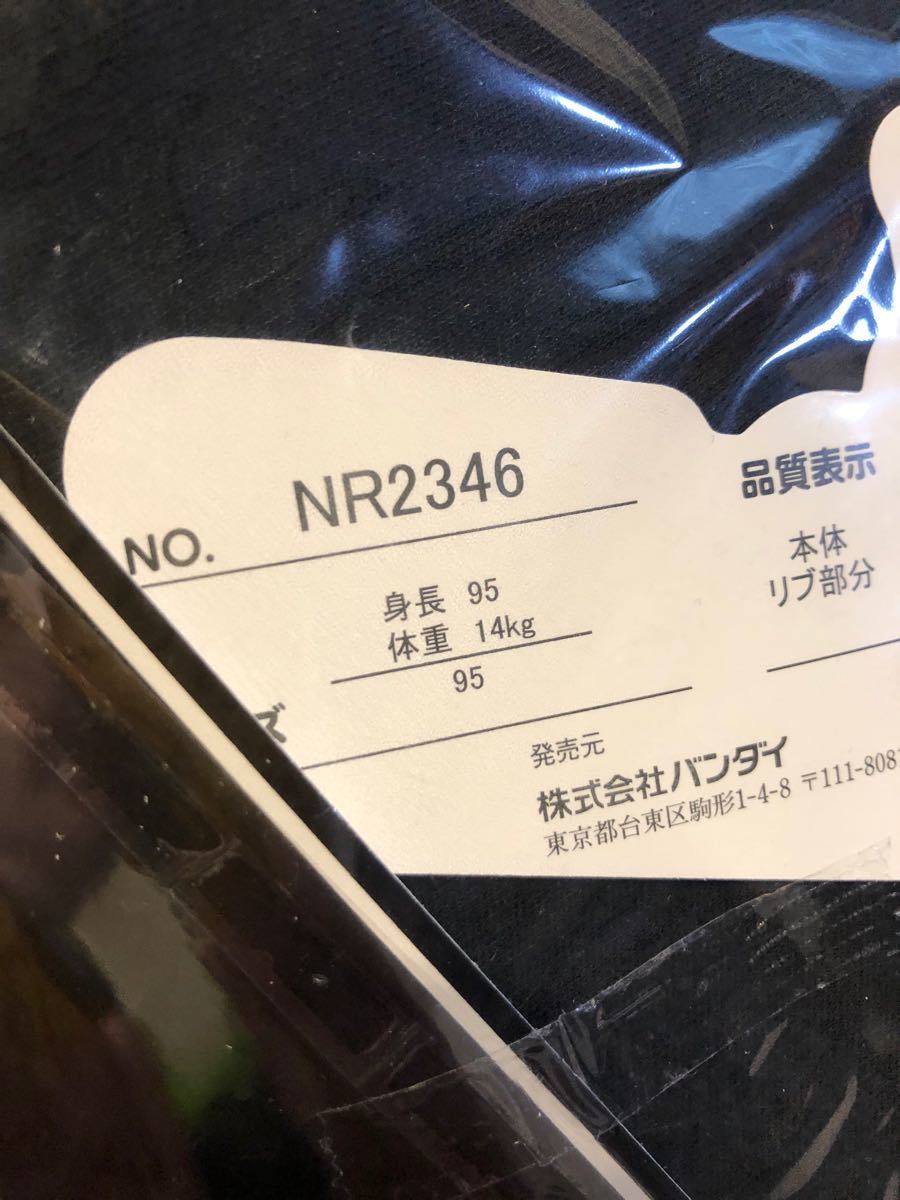 NO. NR2346
身長 95
体重 14kg
95
ズ
品質表示
本体
リブ部分
発売元
株式会社バンダイ
東京都台東区駒形1-4-8 〒111-8081